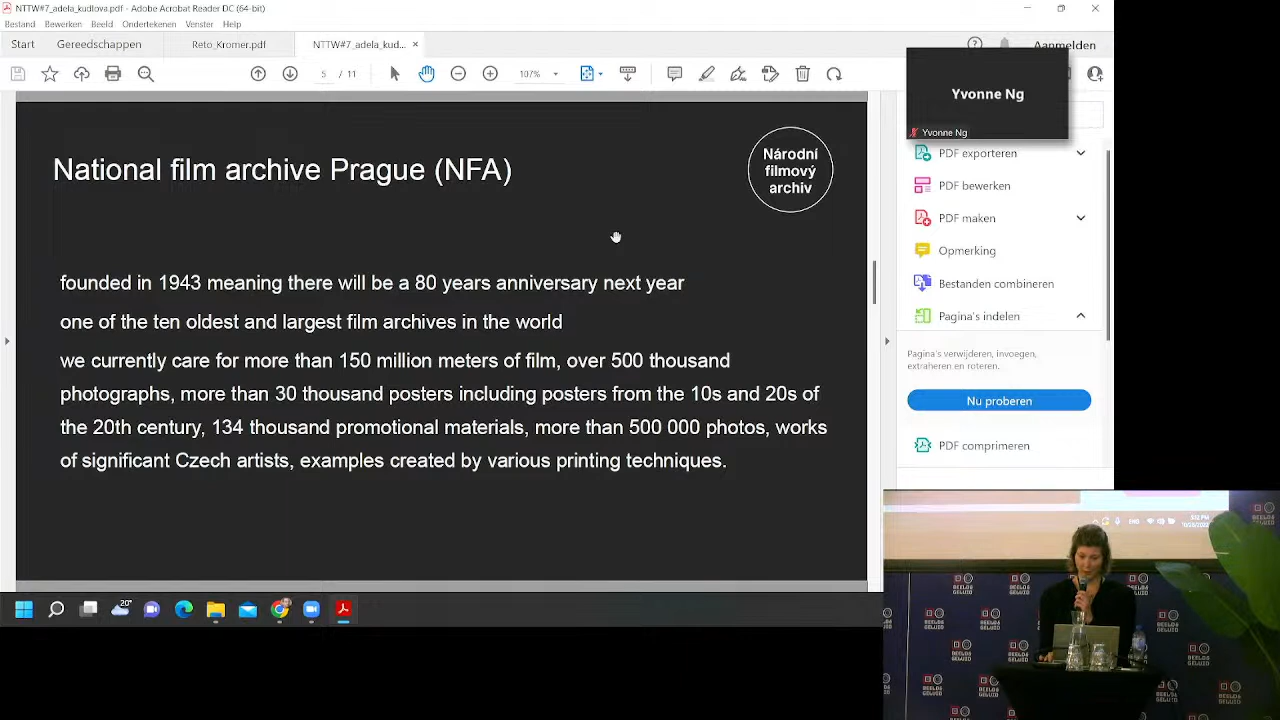 NTTW#7_adela_kudlova.pdf - Adobe Acrobat Reader DC (64-bit)
Bestand Bewerken Beeld Ondertekenen Venster Help
Start Gereedschappen Reto_Kromer.pdf NTTW#7_adela_kud... × Aanmelden
5 / 11 107%
Yvonne Ng
Yvonne Ng
National film archive Prague (NFA)
Národní
filmový
archiv
founded in 1943 meaning there will be a 80 years anniversary next year
one of the ten oldest and largest film archives in the world
we currently care for more than 150 million meters of film, over 500 thousand
photographs, more than 30 thousand posters including posters from the 10s and 20s of
the 20th century, 134 thousand promotional materials, more than 500 000 photos, works
of significant Czech artists, examples created by various printing techniques.
PDF exporteren
PDF bewerken
PDF maken
Opmerking
Bestanden combineren
Pagina's indelen
Pagina's verwijderen, invoegen,
extraheren en roteren.
Nu proberen
PDF comprimeren
20°
BEELD&
GELUID